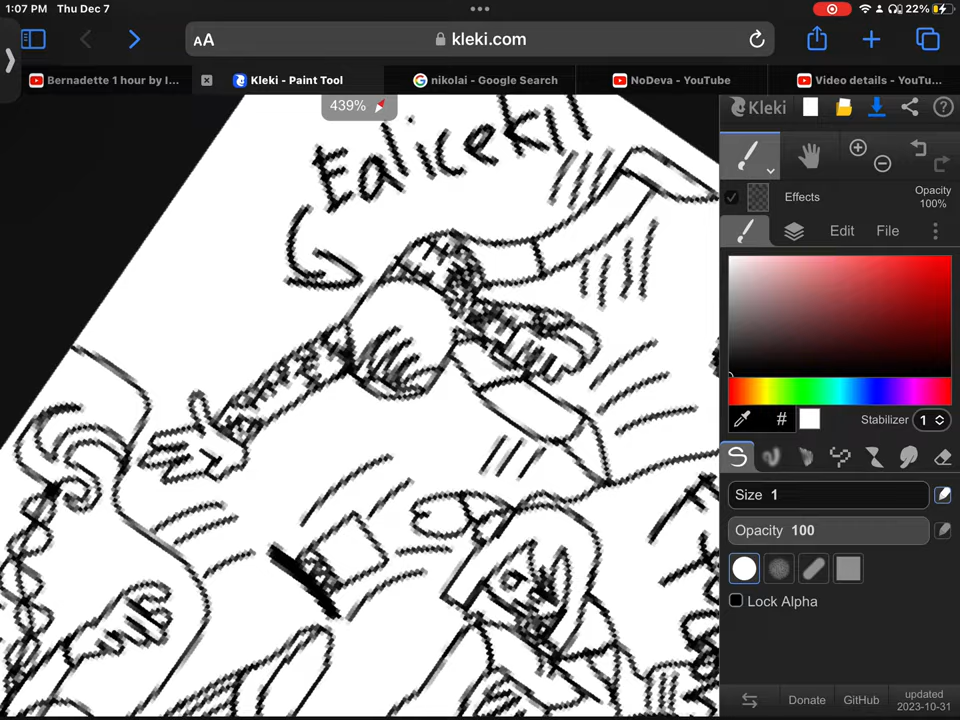 1:07 PM Thu Dec 7
22%
AA
kleki.com
Bernadette 1 hour by I...
Kleki - Paint Tool
nikolai - Google Search
NoDeva - YouTube
Video details - YouTu...
439%
Kleki
Effects
Opacity
100%
Edit
File
Ealiceki!
#
Stabilizer 1
Size 1
Opacity 100
Lock Alpha
Donate
GitHub
updated
2023-10-31